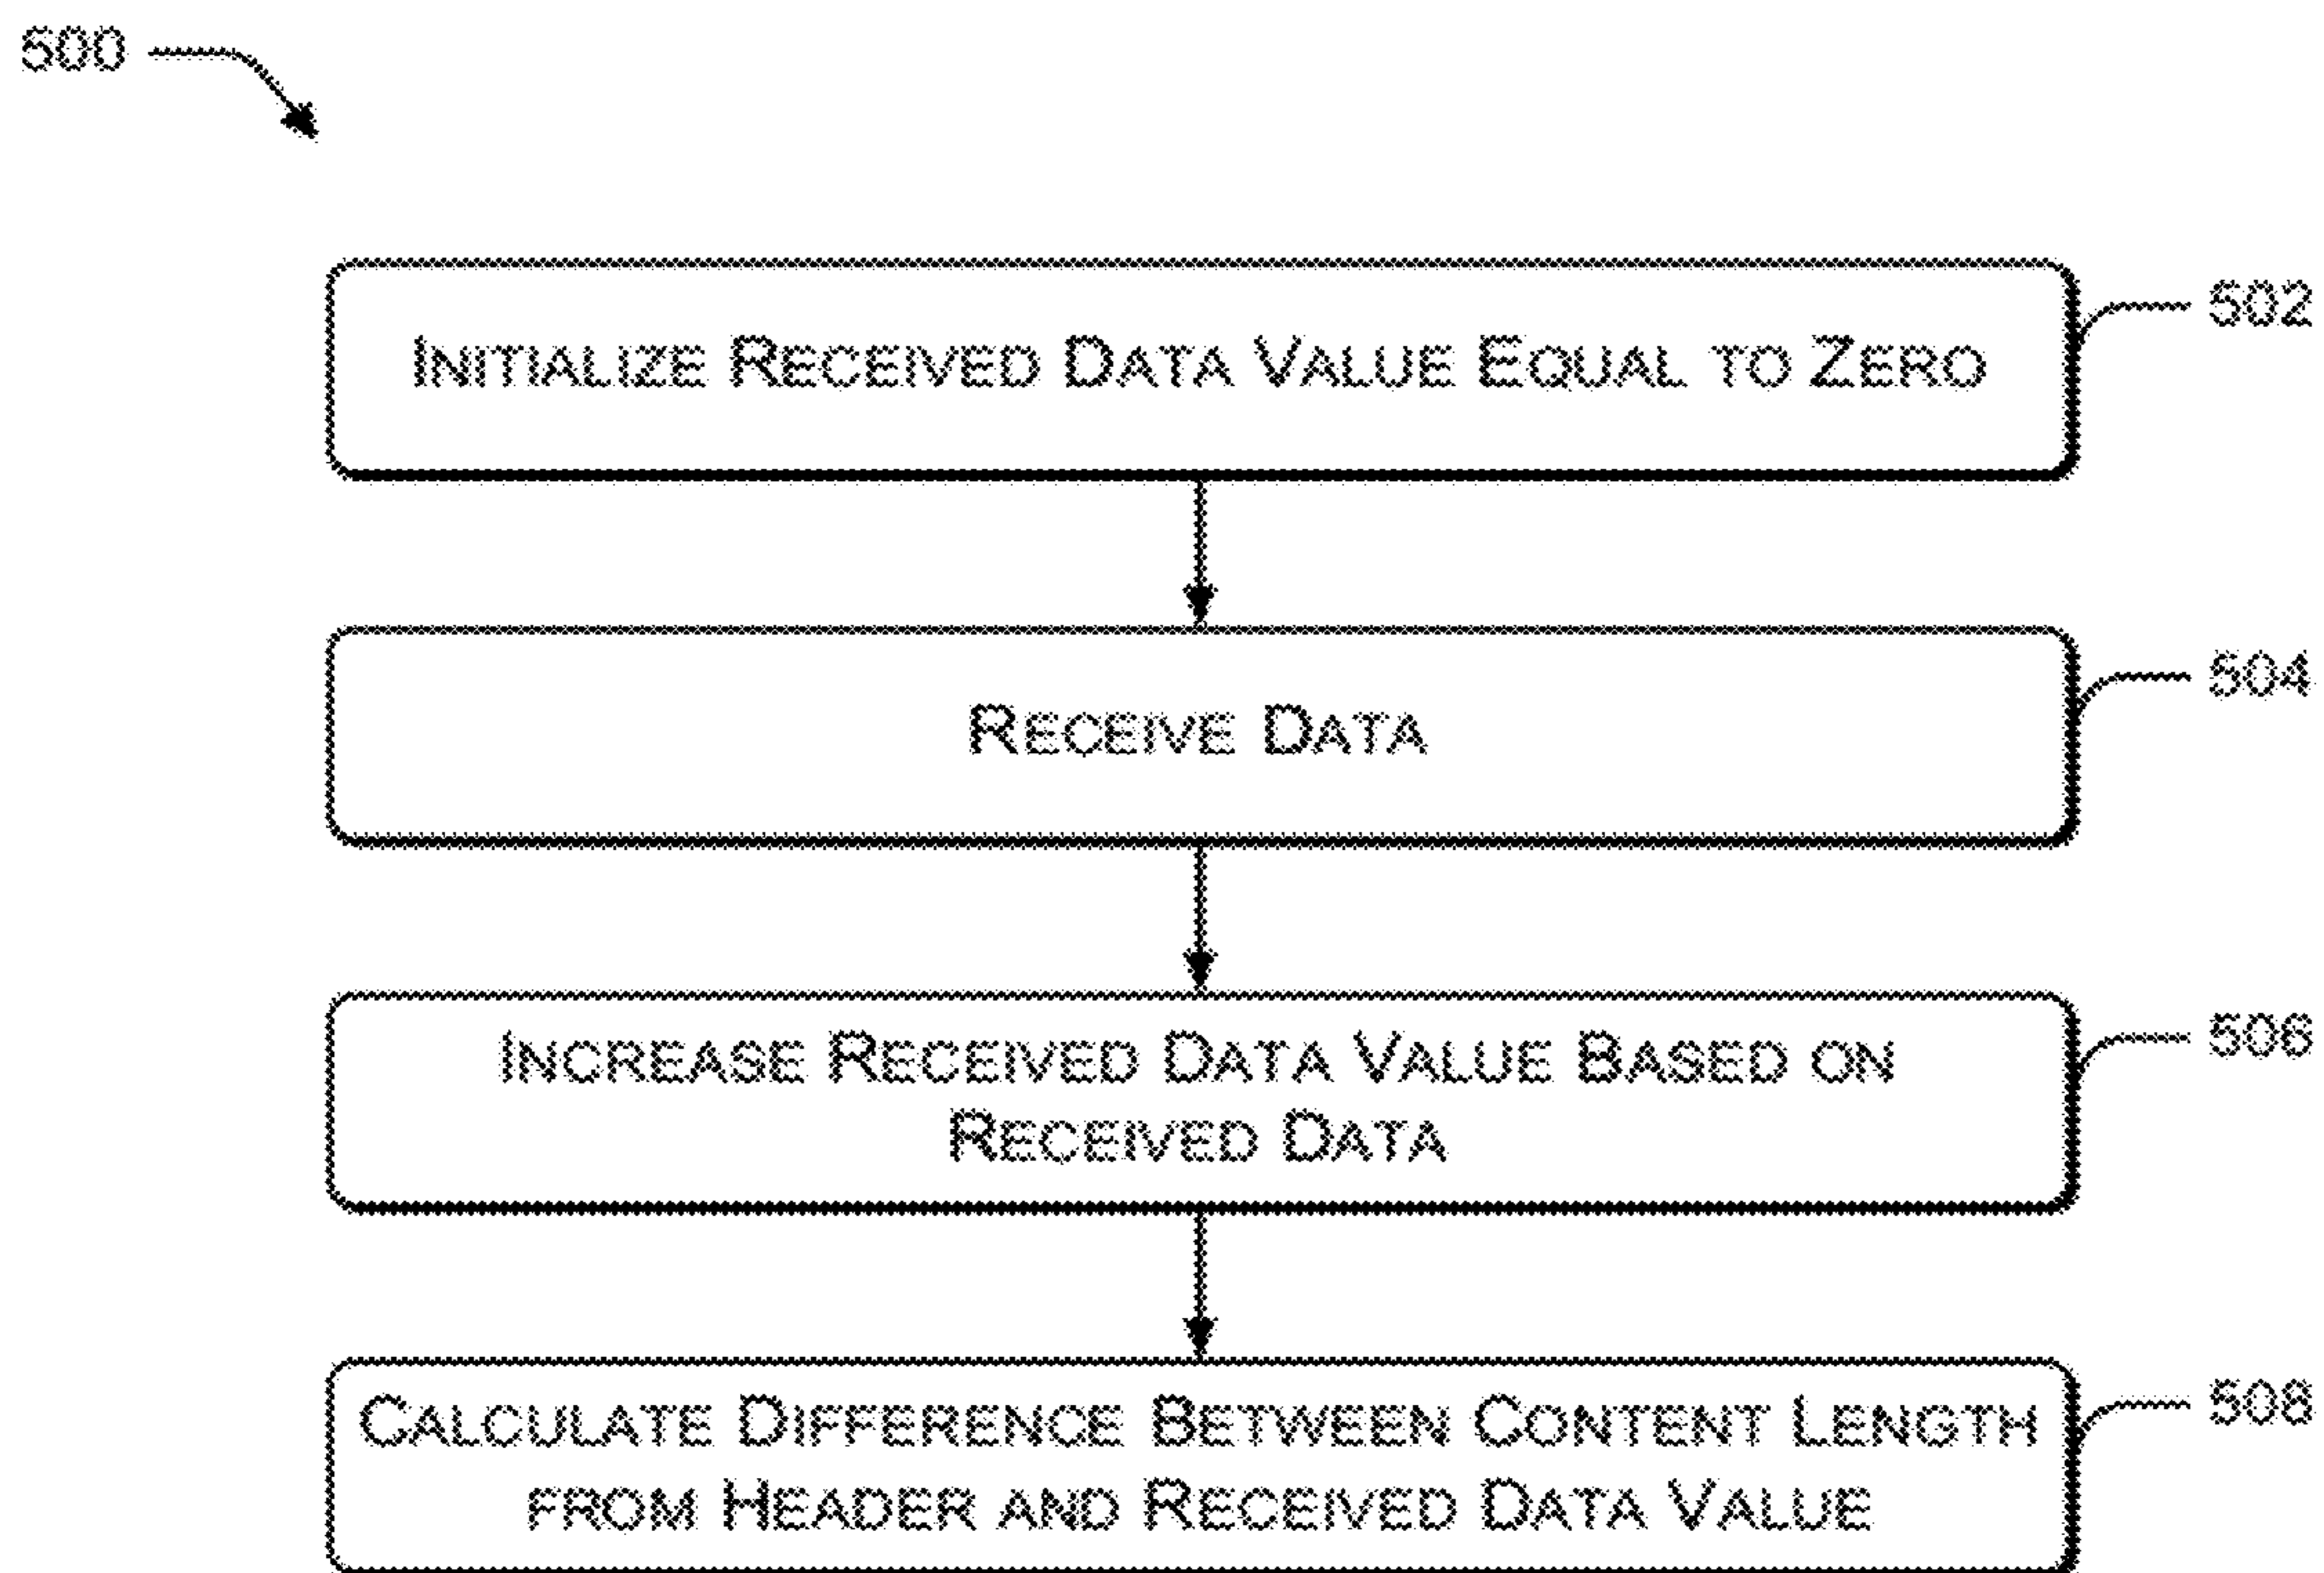 500
INITIALIZE RECEIVED DATA VALUE EQUAL TO ZERO
502
RECEIVE DATA
504
INCREASE RECEIVED DATA VALUE BASED ON
RECEIVED DATA
506
CALCULATE DIFFERENCE BETWEEN CONTENT LENGTH
FROM HEADER AND RECEIVED DATA VALUE
508